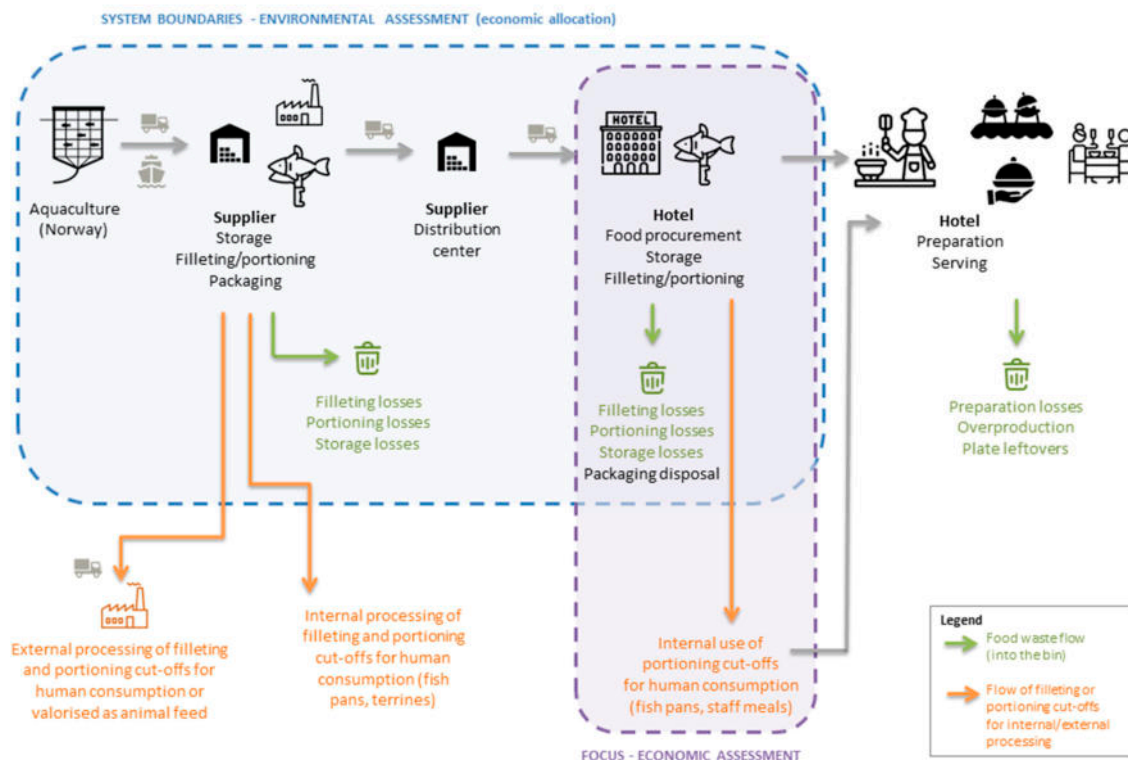 SYSTEM BOUNDARIES - ENVIRONMENTAL ASSESSMENT (economic allocation)
HOTEL
Aquaculture
(Norway)
Supplier
Storage
Filleting/portioning
Packaging
Supplier
Distribution
center
Hotel
Food procurement
Storage
Filleting/portioning
Hotel
Preparation
Serving
Filleting losses
Portioning losses
Storage losses
Filleting losses
Portioning losses
Storage losses
Packaging disposal
Preparation losses
Overproduction
Plate leftovers
External processing of filleting
and portioning cut-offs for
human consumption or
valorised as animal feed
Internal processing of
filleting and portioning
cut-offs for human
consumption (fish
pans, terrines)
Internal use of
portioning cut-offs
for human consumption
(fish pans, staff meals)
Legend
Food waste flow
(into the bin)
Flow of filleting or
portioning cut-offs
for internal/external
processing
FOCUS - ECONOMIC ASSESSMENT